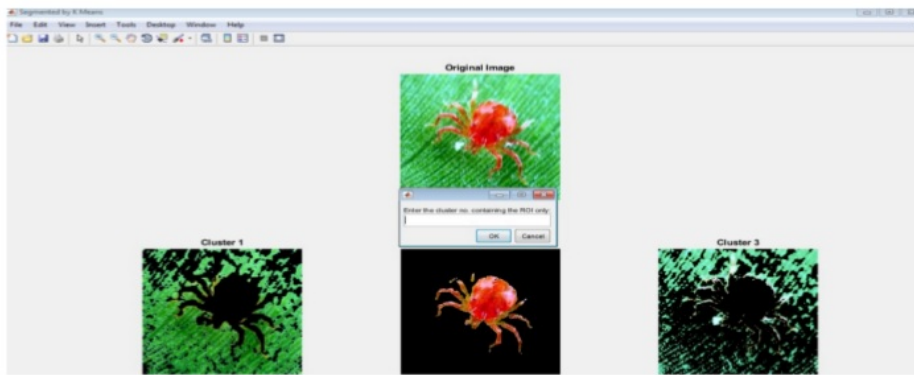 Segmented by K Means
File Edit View Insert Tools Desktop Window Help
Original Image
Enter the cluster no. containing the ROI only:
OK Cancel
Cluster 1
Cluster 3